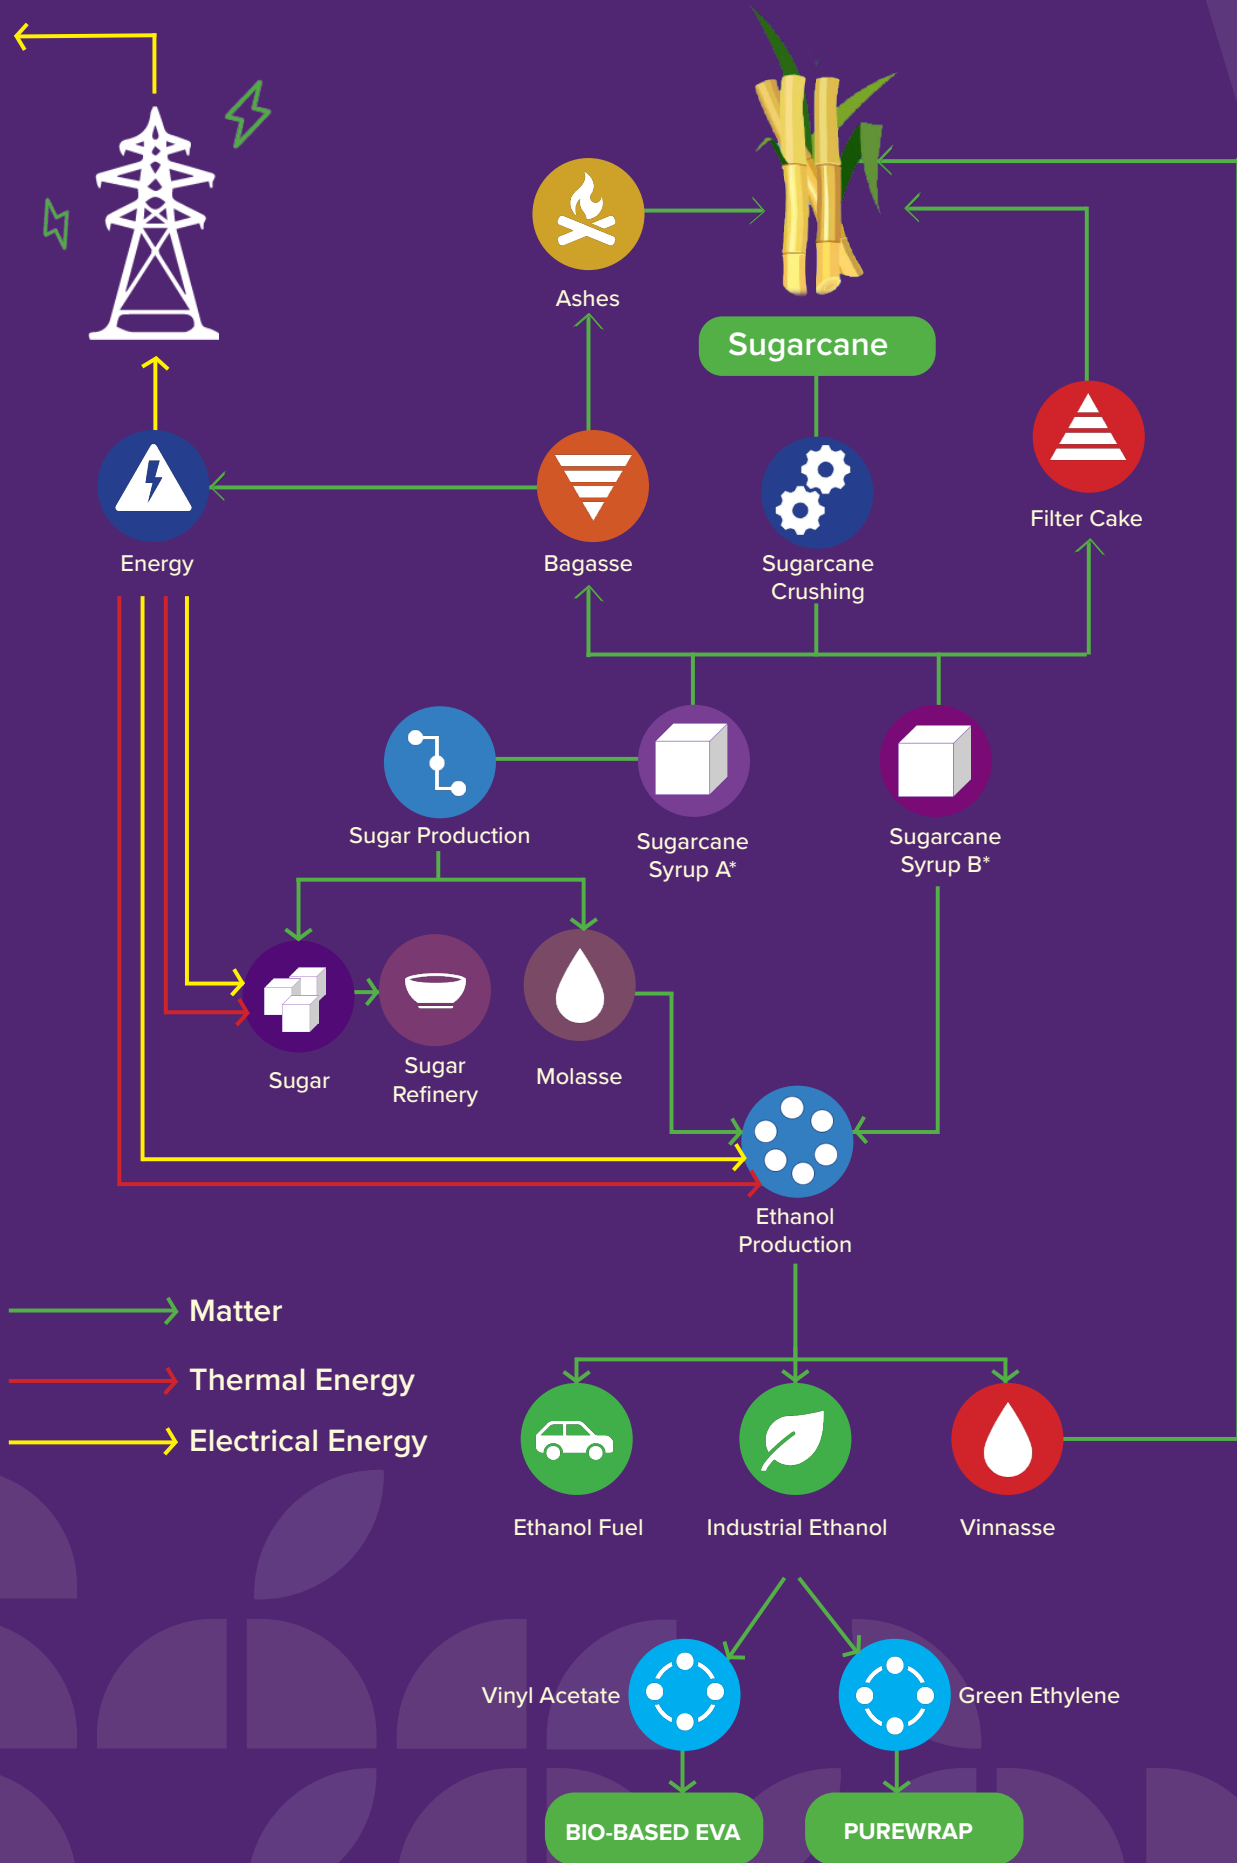 Ashes
Sugarcane
Filter Cake
Energy
Bagasse
Sugarcane
Crushing
Sugar Production
Sugarcane
Syrup A*
Sugarcane
Syrup B*
Sugar
Sugar
Refinery
Molasse
Ethanol
Production
Matter
Thermal Energy
Electrical Energy
Ethanol Fuel
Industrial Ethanol
Vinnasse
Vinyl Acetate
Green Ethylene
BIO-BASED EVA
PUREWRAP